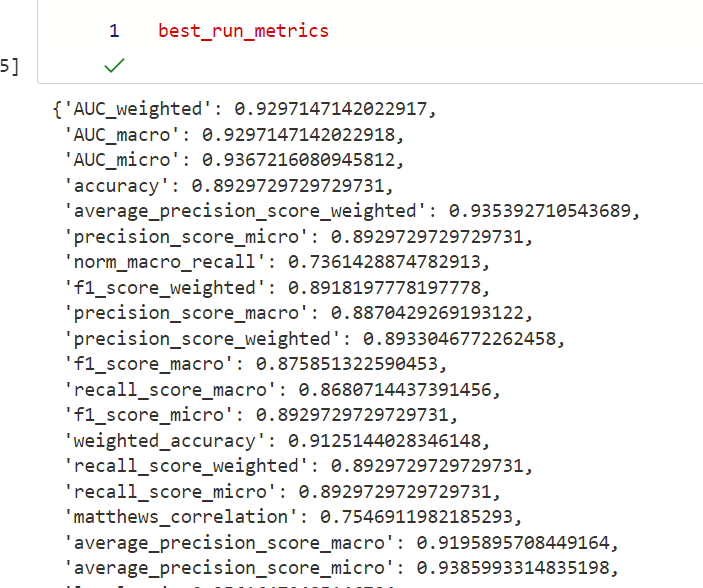 1 best_run_metrics
5]
{'AUC_weighted': 0.9297147142022917,
'AUC_macro': 0.9297147142022918,
'AUC_micro': 0.9367216080945812,
'accuracy': 0.8929729729729731,
'average_precision_score_weighted': 0.935392710543689,
'precision_score_micro': 0.8929729729729731,
'norm_macro_recall': 0.7361428874782913,
'f1_score_weighted': 0.8918197778197778,
'precision_score_macro': 0.8870429269193122,
'precision_score_weighted': 0.8933046772262458,
'f1_score_macro': 0.875851322590453,
'recall_score_macro': 0.8680714437391456,
'f1_score_micro': 0.8929729729729731,
'weighted_accuracy': 0.9125144028346148,
'recall_score_weighted': 0.8929729729729731,
'recall_score_micro': 0.8929729729729731,
'matthews_correlation': 0.7546911982185293,
'average_precision_score_macro': 0.9195895708449164,
'average_precision_score_micro': 0.9385993314835198,